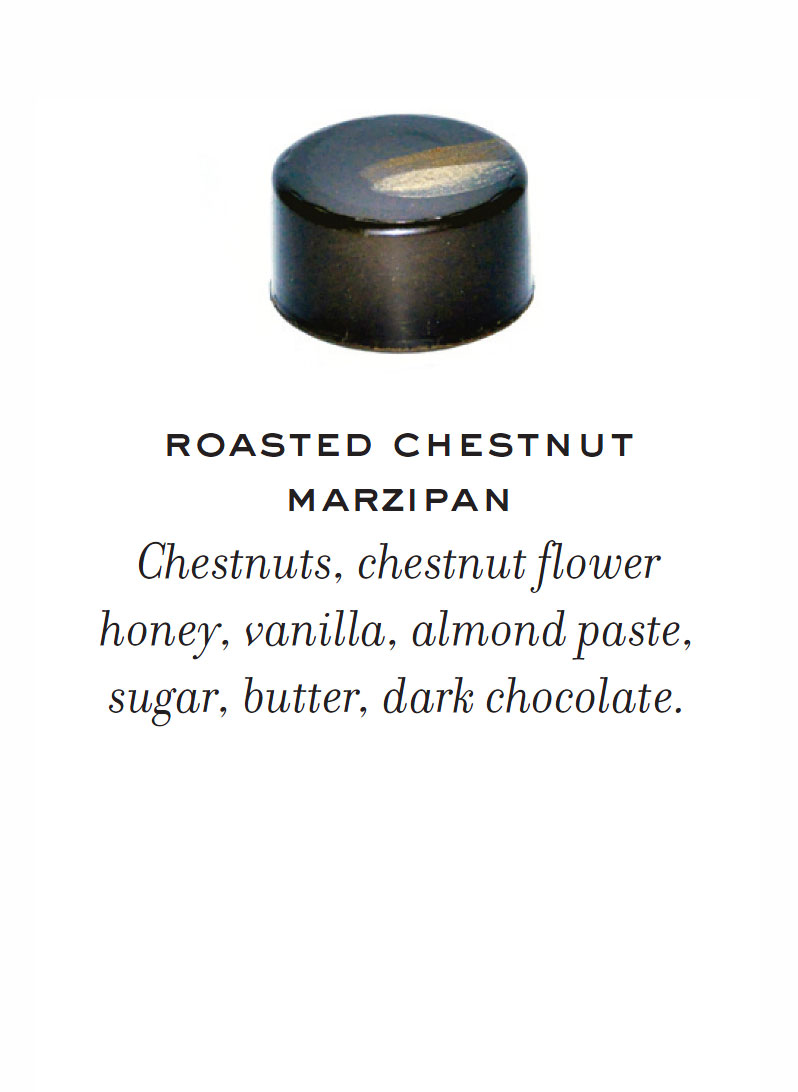 ROASTED CHESTNUT
MARZIPAN
Chestnuts, chestnut flower
honey, vanilla, almond paste,
sugar, butter, dark chocolate.